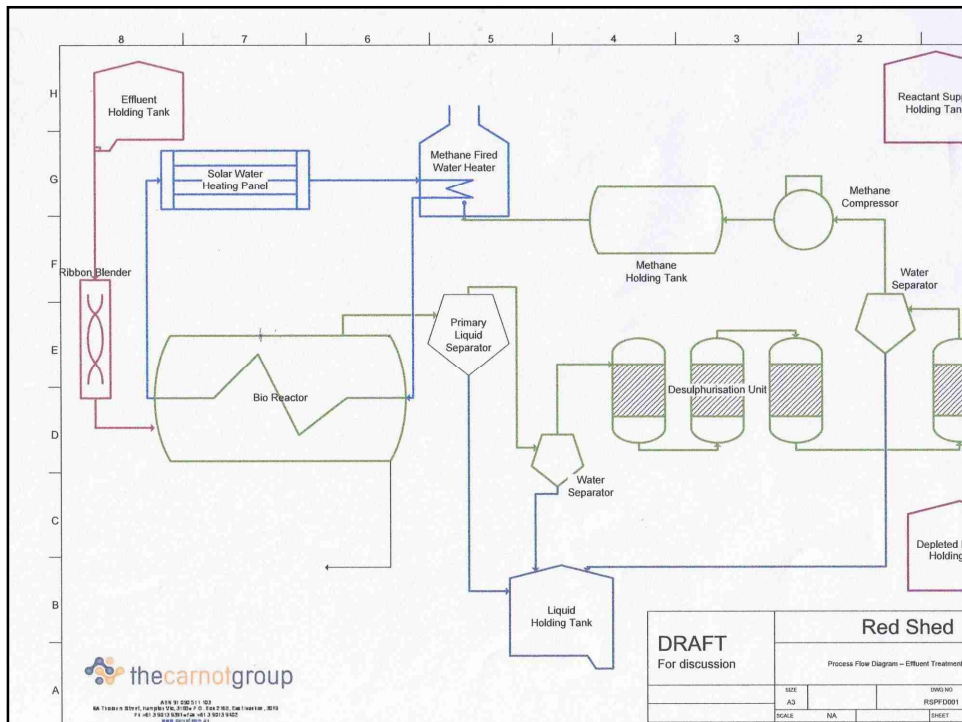 8 7 6 5 4 3 2
H
G
F
E
D
C
B
A
Effluent
Holding Tank
Reactant Supp
Holding Tank
Solar Water
Heating Panel
Methane Fired
Water Heater
Methane
Compressor
Methane
Holding Tank
Water
Separator
Ribbon Blender
Primary
Liquid
Separator
Bio Reactor
Desulphurisation Unit
Water
Separator
Depleted
Holding
Liquid
Holding Tank
DRAFT
For discussion
Red Shed
Process Flow Diagram – Effluent Treatment
SIZE
DWG NO
A3
RSPFD001
SCALE
NA
SHEET
thecarnotgroup